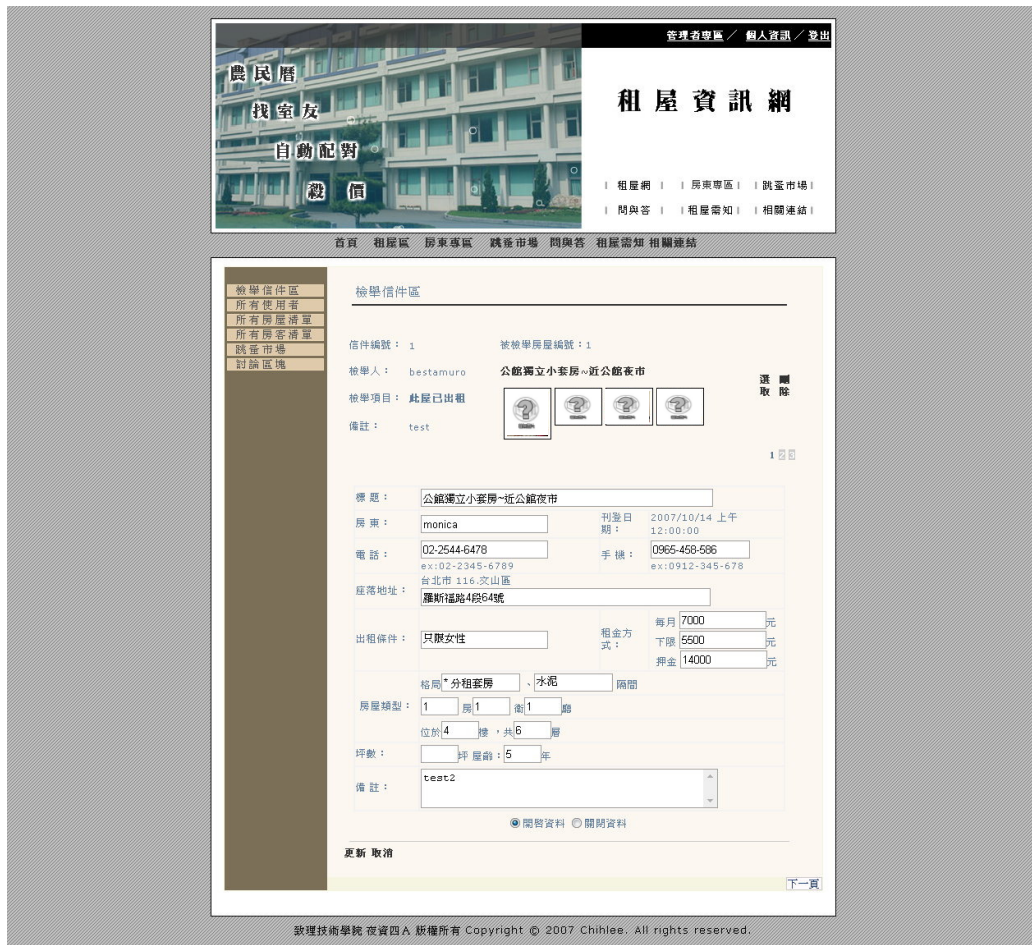 管理者專區／ 個人資訊／登出
農民曆
找室友
自動配對
殺 價
租屋資訊網
| 租屋網 | | 房東專區 | | 跳蚤市場 |
| 問與答 | | 租屋需知 | | 相關連結 |
首頁 租屋區 房東專區 跳蚤市場 問與答 租屋需知 相關連結
檢舉信件區
所有使用者
所有房屋清單
所有房客清單
跳蚤市場
討論區塊
檢舉信件區
信件編號： 1 被檢舉房屋編號：1
檢舉人： bestamuro 公館獨立小套房~近公館夜市
檢舉項目： 此屋已出租
備註： test
選取 刪除
1 2 3
標 題： 公館獨立小套房~近公館夜市
房 東： monica 刊登日期： 2007/10/14 上午 12:00:00
電 話： 02-2544-6478 手 機： 0965-458-586
ex:02-2345-6789 ex:0912-345-678
座落地址： 台北市 116.文山區
羅斯福路4段64號
出租條件： 只限女性 租金方式： 每月 7000 元
下限 5500 元
押金 14000 元
房屋類型： 格局 * 分租套房 、水泥 隔間
1 房 1 衛 1 廳
位於 4 樓 ，共 6 層
坪數： 坪 屋齡：5 年
備 註： test2
開啓資料 關閉資料
更新 取消
下一頁
致理技術學院 夜資四A 版權所有 Copyright © 2007 Chihlee. All rights reserved.